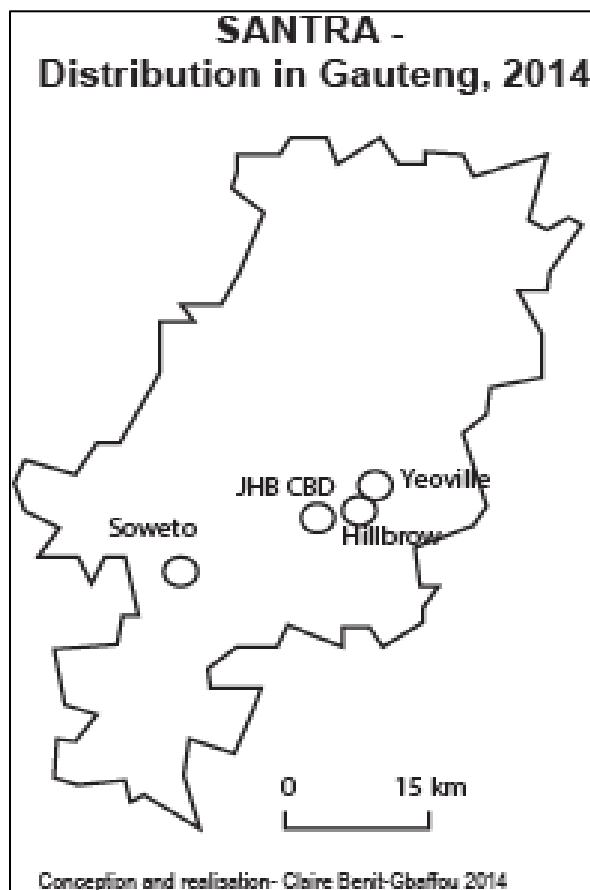 SANTRA -
Distribution in Gauteng, 2014
Yeoville
JHB CBD
Hillbrow
Soweto
0 15 km
Conception and realisation- Claire Benit-Gbaffou 2014